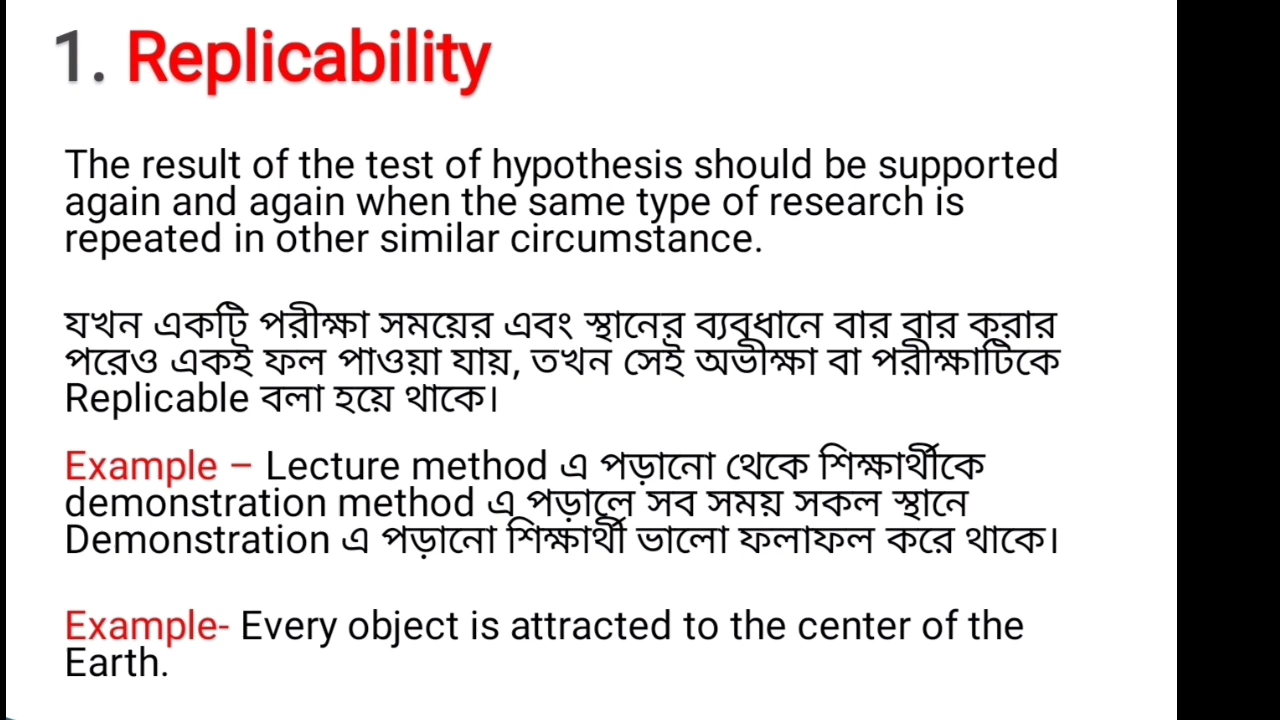 1. Replicability
The result of the test of hypothesis should be supported
again and again when the same type of research is
repeated in other similar circumstance.
যখন একটি পরীক্ষা সময়ের এবং স্থানের ব্যবধানে বার বার করার
পরেও একই ফল পাওয়া যায়, তখন সেই অভীক্ষা বা পরীক্ষাটিকে
Replicable বলা হয়ে থাকে।
Example – Lecture method এ পড়ানো থেকে শিক্ষার্থীকে
demonstration method এ পড়ালে সব সময় সকল স্থানে
Demonstration এ পড়ানো শিক্ষার্থী ভালো ফলাফল করে থাকে।
Example- Every object is attracted to the center of the
Earth.